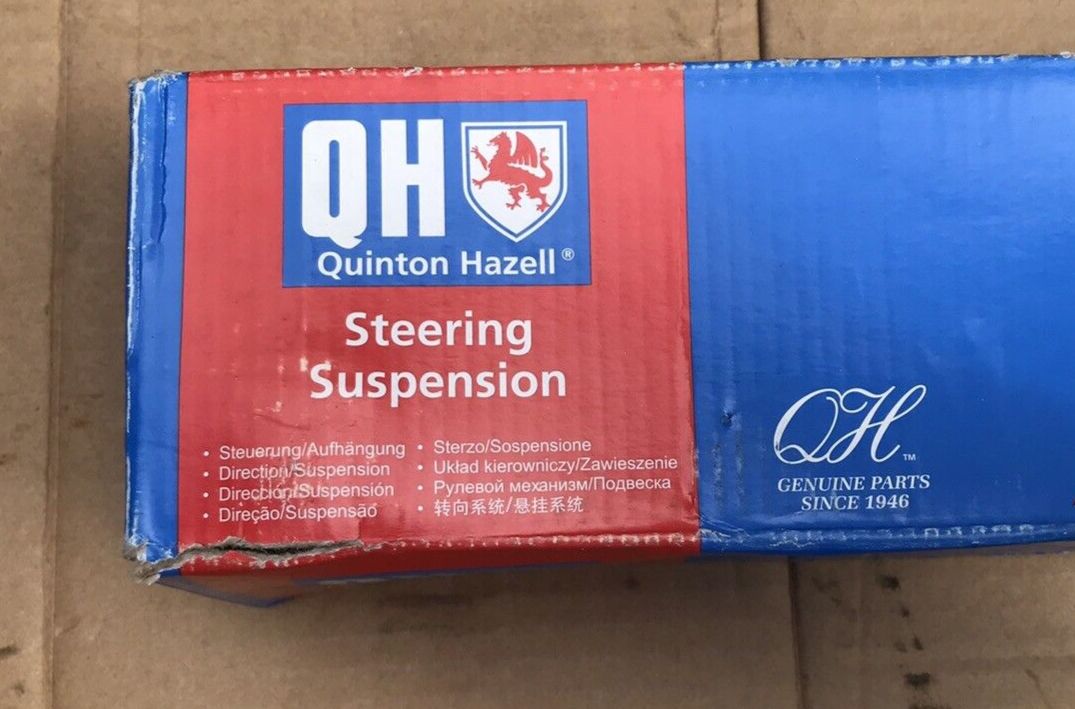 QH
Quinton Hazell®
Steering
Suspension
• Steuerung/Aufhängung
• Direction/Suspension
• Dirección/Suspensión
• Direção/Suspensão
• Sterzo/Sospensione
• Układ kierowniczy/Zawieszenie
• Рулевой механизм/Подвеска
• 转向系统/悬挂系统
QH™
GENUINE PARTS
SINCE 1946